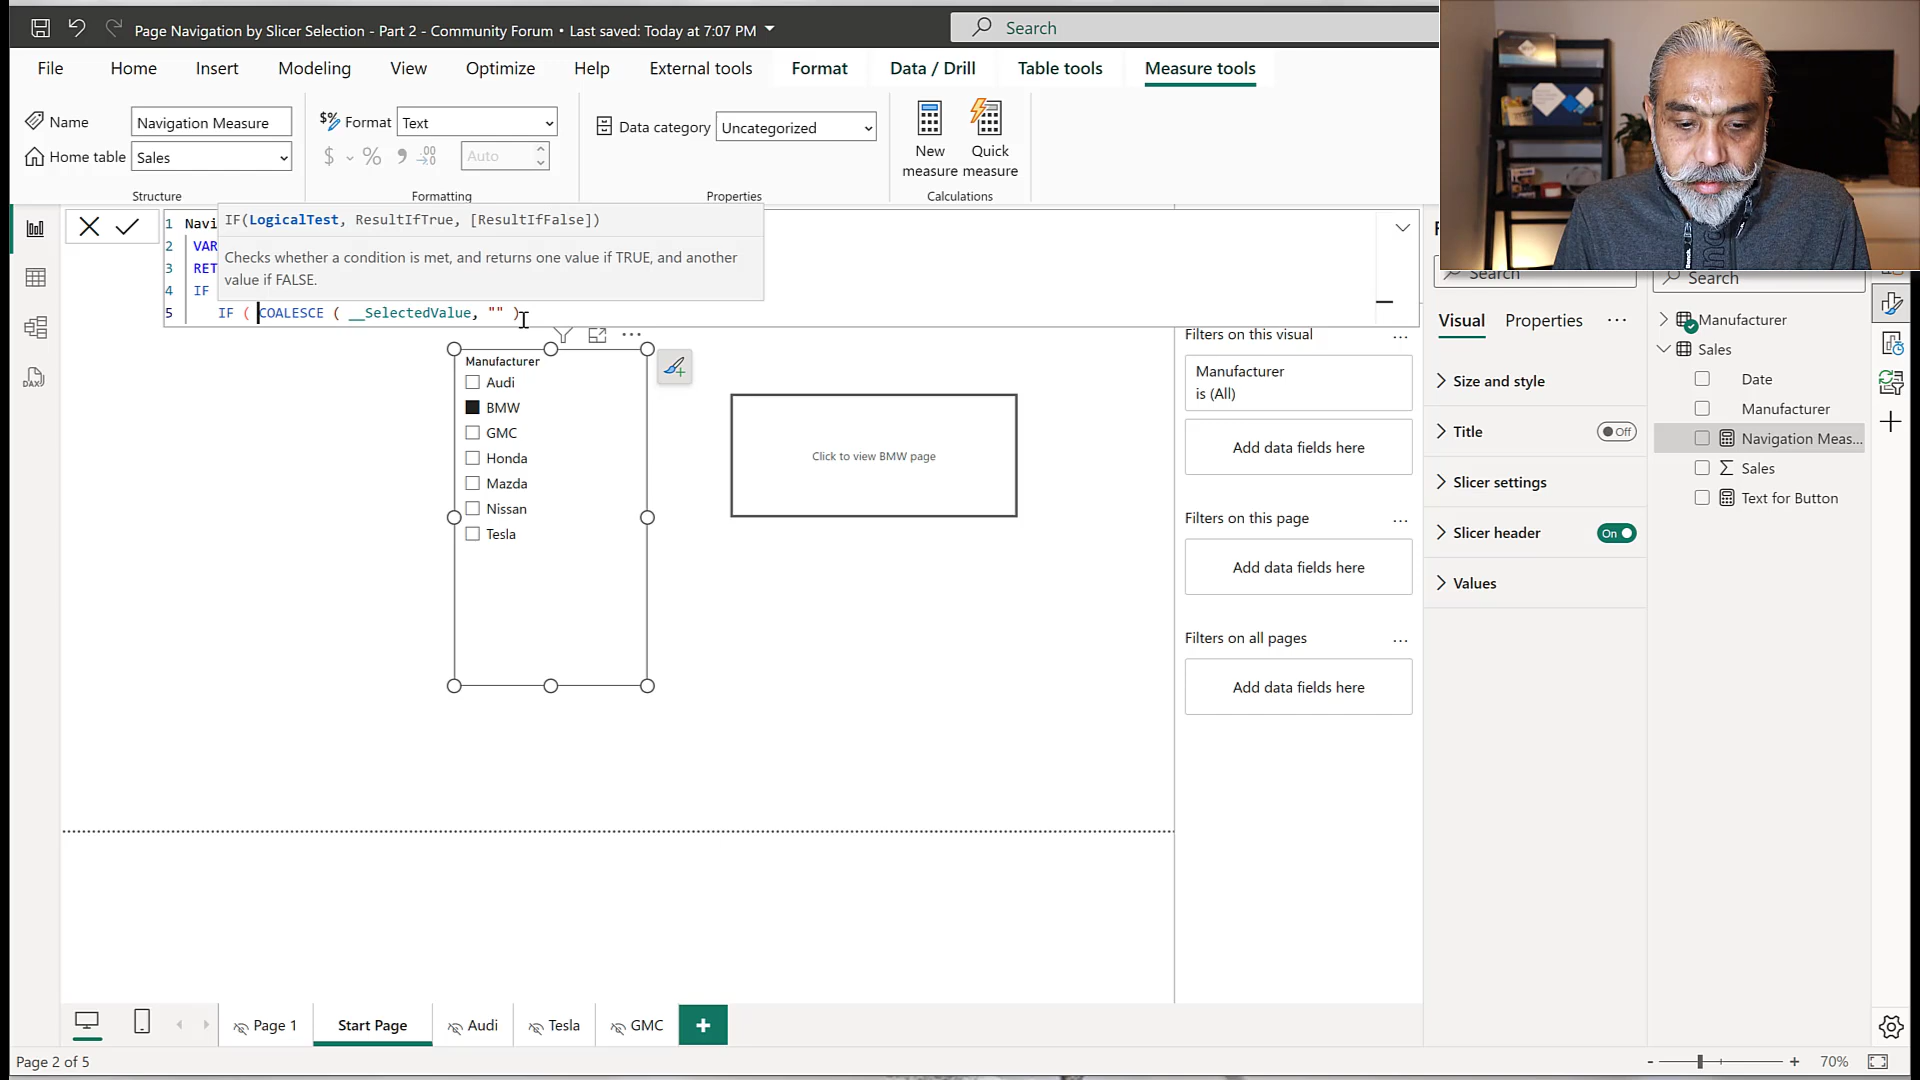 Page Navigation by Slicer Selection - Part 2 - Community Forum • Last saved: Today at 7:07 PM
Search
File Home Insert Modeling View Optimize Help External tools Format Data / Drill Table tools Measure tools
Name Navigation Measure
Home table Sales
Structure
$% Format Text
$ % 9 .00 Auto
Formatting
Data category Uncategorized
Properties
New measure
Quick measure
Calculations
IF(LogicalTest, ResultIfTrue, [ResultIfFalse])
Checks whether a condition is met, and returns one value if TRUE, and another
value if FALSE.
1 Navi
2 VAR
3 RET
4 IF
5 IF ( COALESCE ( __SelectedValue, "" )
DAX
Manufacturer
Audi
BMW
GMC
Honda
Mazda
Nissan
Tesla
Click to view BMW page
Filters on this visual ...
Manufacturer
is (All)
Add data fields here
Filters on this page ...
Add data fields here
Filters on all pages ...
Add data fields here
Search
Visual Properties ...
Size and style
Title Off
Slicer settings
Slicer header On
Values
Search
Manufacturer
Sales
Date
Manufacturer
Navigation Meas...
Sales
Text for Button
Page 1 Start Page Audi Tesla GMC +
Page 2 of 5
- + 70%